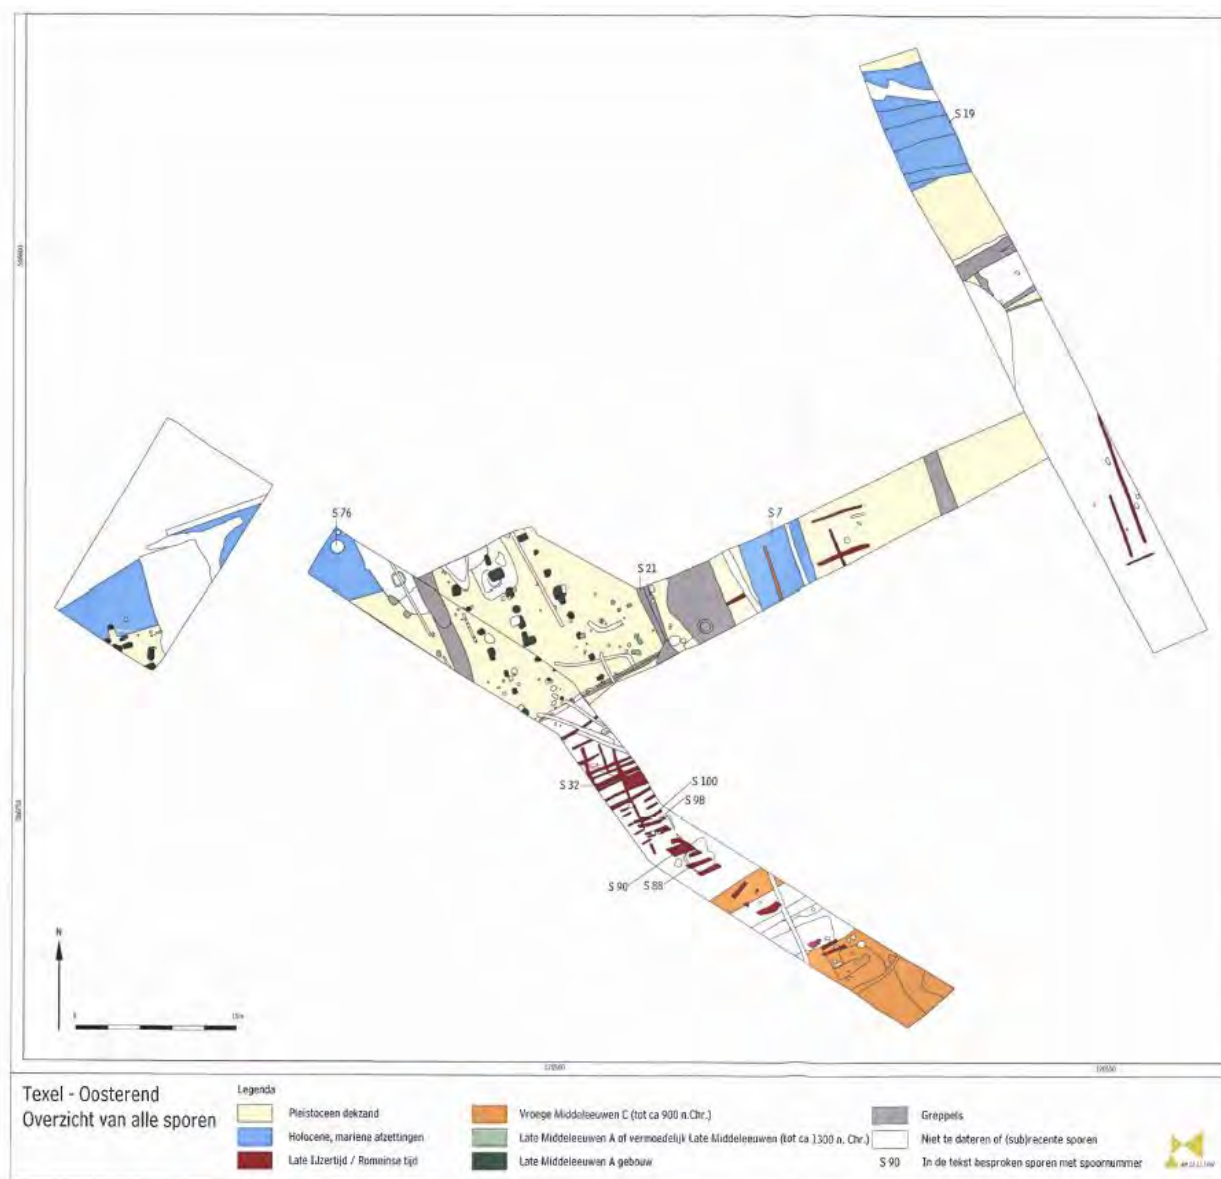 S 19
S 76
S 7
S 21
S 100
S 98
S 32
S 90
S 88
N
0
Texel - Oosterend
Overzicht van alle sporen
Legenda
Pleistoceen dekzand
Holocene, mariene afzettingen
Late IJzertijd / Romeinse tijd
Vroege Middeleeuwen C (tot ca 900 n.Chr.)
Late Middeleeuwen A of vermoedelijk Late Middeleeuwen (tot ca 1300 n. Chr.)
Late Middeleeuwen A gebouw
Greppels
Niet te dateren of (sub)recente sporen
S 90 In de tekst besproken sporen met spoornummer